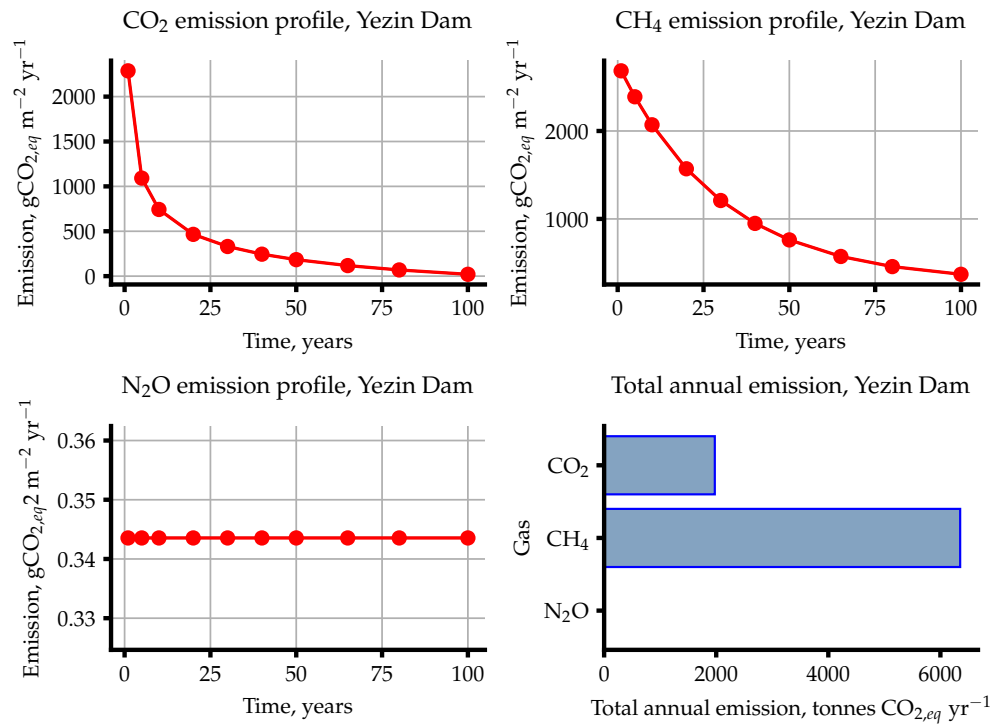 CO₂ emission profile, Yezin Dam
Emission, gCO₂,eq m⁻² yr⁻¹
2000
1500
1000
500
0
0 25 50 75 100
Time, years
CH₄ emission profile, Yezin Dam
Emission, gCO₂,eq m⁻² yr⁻¹
2000
1000
0 25 50 75 100
Time, years
N₂O emission profile, Yezin Dam
Emission, gCO₂,eq2 m⁻² yr⁻¹
0.36
0.35
0.34
0.33
0 25 50 75 100
Time, years
Total annual emission, Yezin Dam
Gas
CO₂
CH₄
N₂O
0 2000 4000 6000
Total annual emission, tonnes CO₂,eq yr⁻¹